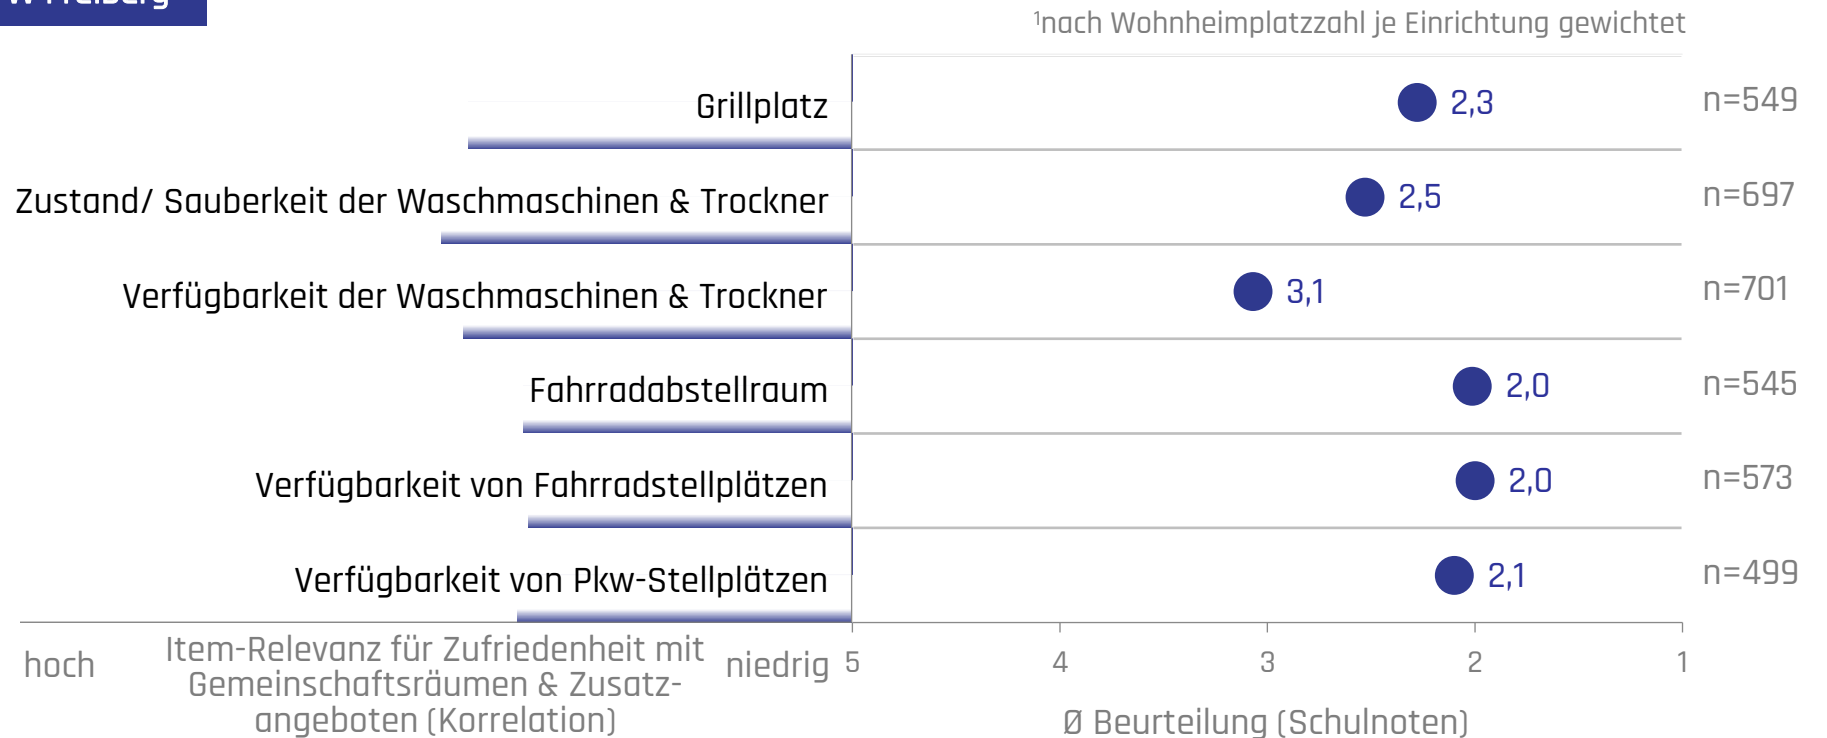 ¹nach Wohnheimplatzzahl je Einrichtung gewichtet
Grillplatz 2,3 n=549
Zustand/ Sauberkeit der Waschmaschinen & Trockner 2,5 n=697
Verfügbarkeit der Waschmaschinen & Trockner 3,1 n=701
Fahrradabstellraum 2,0 n=545
Verfügbarkeit von Fahrradstellplätzen 2,0 n=573
Verfügbarkeit von Pkw-Stellplätzen 2,1 n=499
hoch
Item-Relevanz für Zufriedenheit mit
Gemeinschaftsräumen & Zusatz-
angeboten (Korrelation)
niedrig
5 4 3 2 1
Ø Beurteilung (Schulnoten)